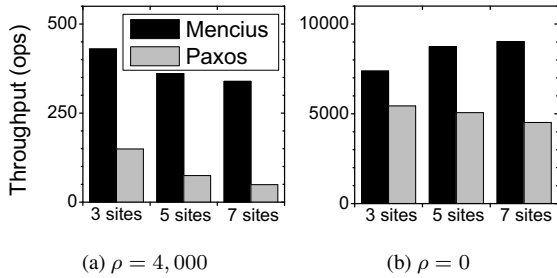 Throughput (ops)
500
250
0
Mencius
Paxos
3 sites 5 sites 7 sites
10000
5000
0
3 sites 5 sites 7 sites
(a) ρ = 4, 000
(b) ρ = 0